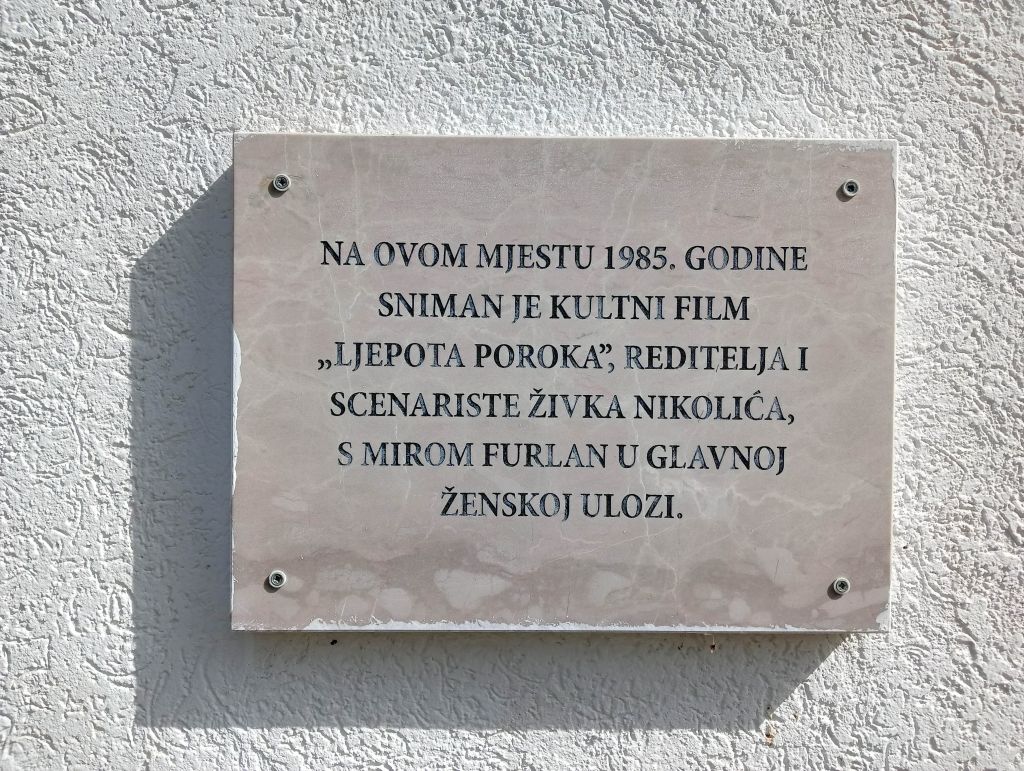 NA OVOM MJESTU 1985. GODINE
SNIMAN JE KULTNI FILM
„LJEPOTA POROKA”, REDITELJA I
SCENARISTE ŽIVKA NIKOLIĆA,
S MIROM FURLAN U GLAVNOJ
ŽENSKOJ ULOZI.